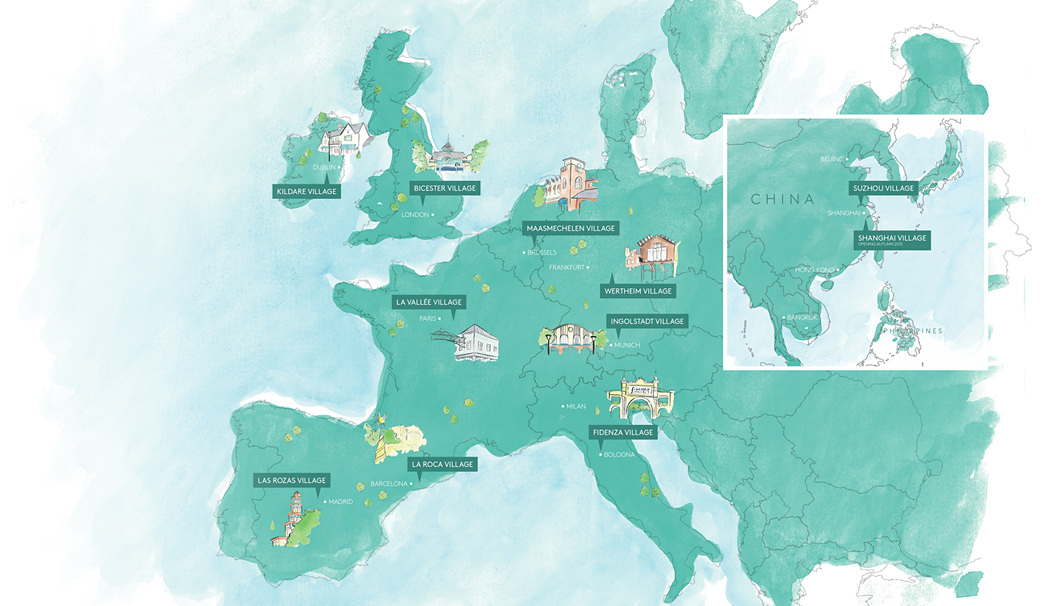 DUBLIN
KILDARE VILLAGE
BICESTER VILLAGE
LONDON
MAASMECHELEN VILLAGE
BRUSSELS
FRANKFURT
WERTHEIM VILLAGE
LA VALLÉE VILLAGE
PARIS
INGOLSTADT VILLAGE
MUNICH
MILAN
FIDENZA VILLAGE
BOLOGNA
LA ROCA VILLAGE
BARCELONA
LAS ROZAS VILLAGE
MADRID
BEIJING
CHINA
SUZHOU VILLAGE
SHANGHAI
SHANGHAI VILLAGE
OPENING AUTUMN 2015
HONG KONG
BANGKOK
PHILIPPINES